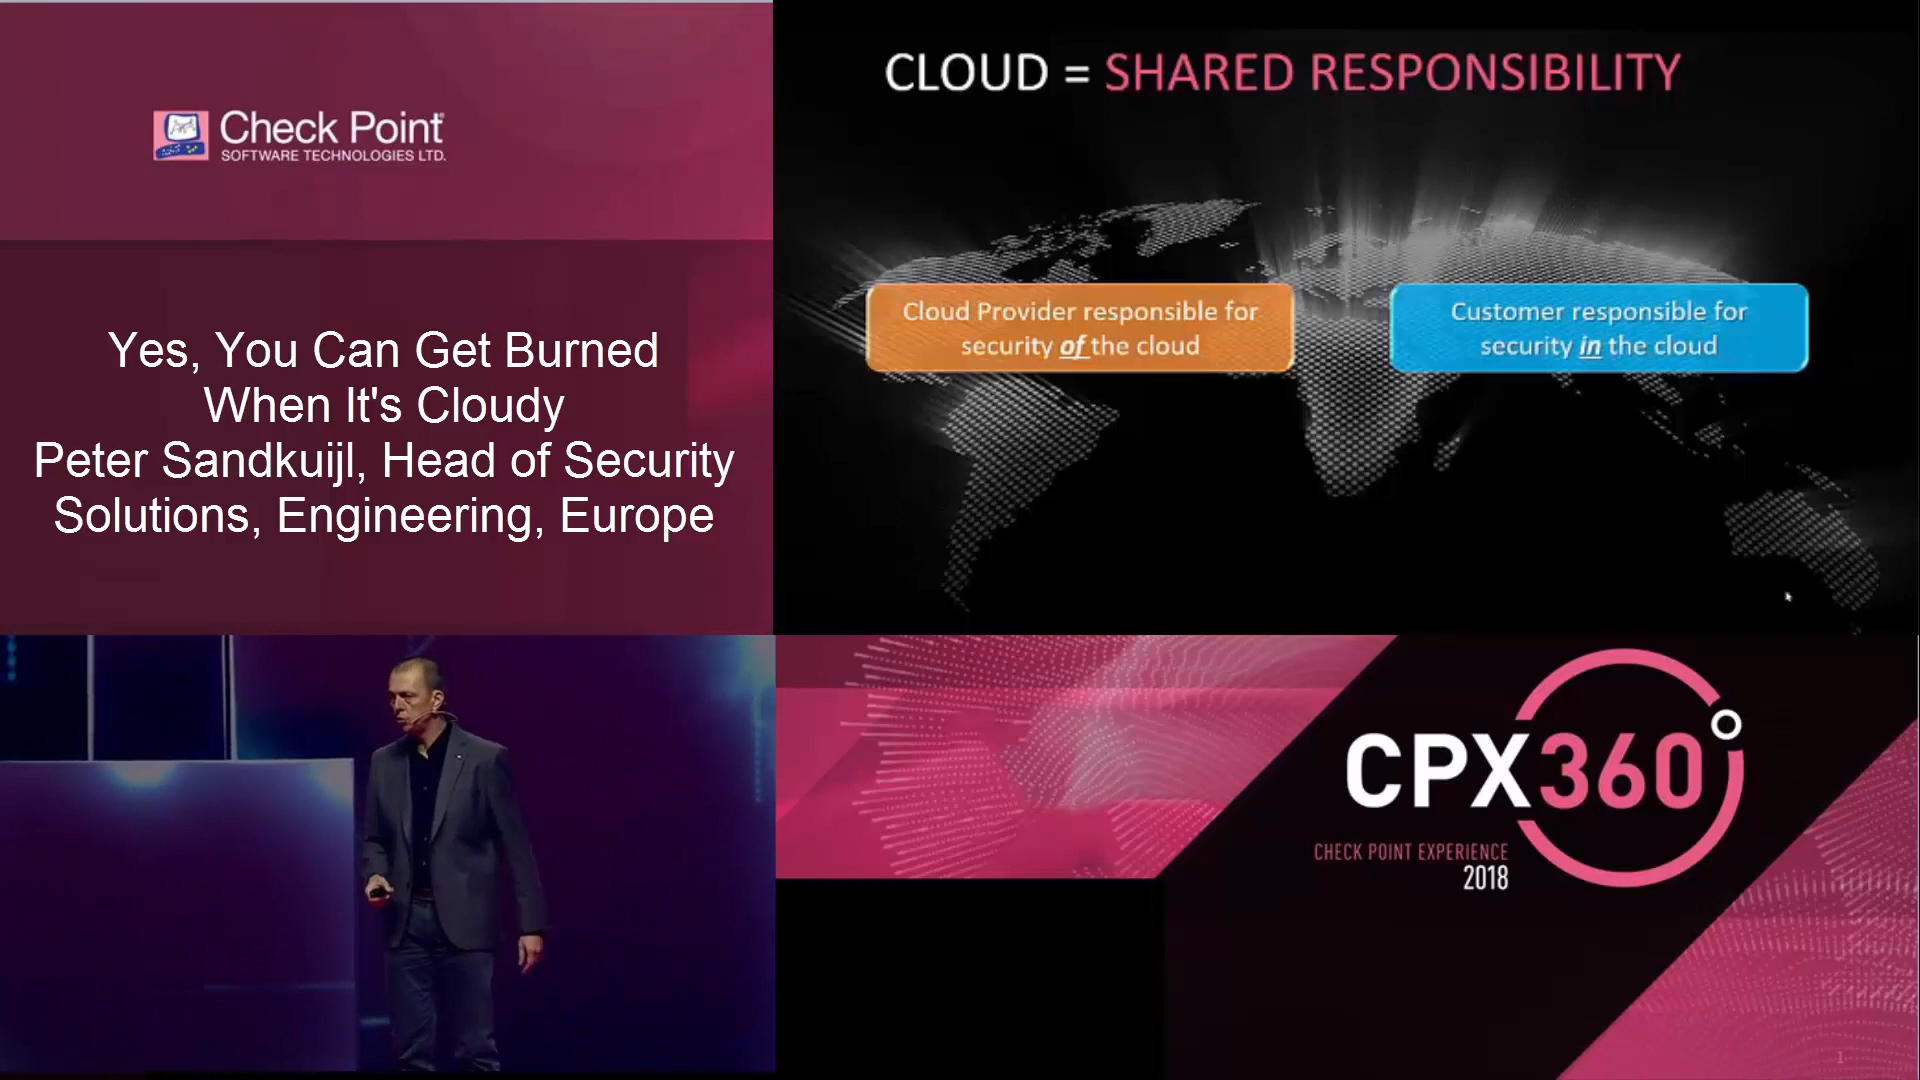 Check Point
SOFTWARE TECHNOLOGIES LTD.
Yes, You Can Get Burned
When It's Cloudy
Peter Sandkuijl, Head of Security
Solutions, Engineering, Europe
CLOUD = SHARED RESPONSIBILITY
Cloud Provider responsible for
security of the cloud
Customer responsible for
security in the cloud
CPX360°
CHECK POINT EXPERIENCE
2018
1